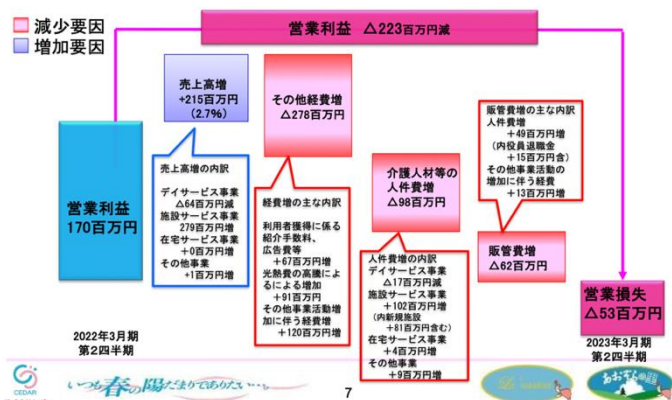 営業利益 △223百万円減
減少要因
増加要因
売上高増
+215百万円
(2.7%)
その他経費増
△278百万円
販管費増の主な内訳
人件費増
+49百万円増
(内役員退職金
+15百万円含)
その他事業活動の
増加に伴う経費
+13百万円増
営業利益
170百万円
売上高増の内訳
デイサービス事業
△64百万円減
施設サービス事業
279百万円増
在宅サービス事業
+0百万円増
その他事業
+1百万円増
経費増の主な内訳
利用者獲得に係る
紹介手数料、
広告費等
+67百万円増
光熱費の高騰によ
るによる増加
+91百万円
その他事業活動増
加に伴う経費増
+120百万円増
介護人材等の
人件費増
△98百万円
人件費増の内訳
デイサービス事業
△17百万円減
施設サービス事業
+102百万円増
(内新規施設
+81百万円含む)
在宅サービス事業
+4百万円増
その他事業
+9百万円増
販管費増
△62百万円
営業損失
△53百万円
2022年3月期
第2四半期
2023年3月期
第2四半期
CEDAR
いつも春の陽だまりでありたい・・・
7
あおぞらの里